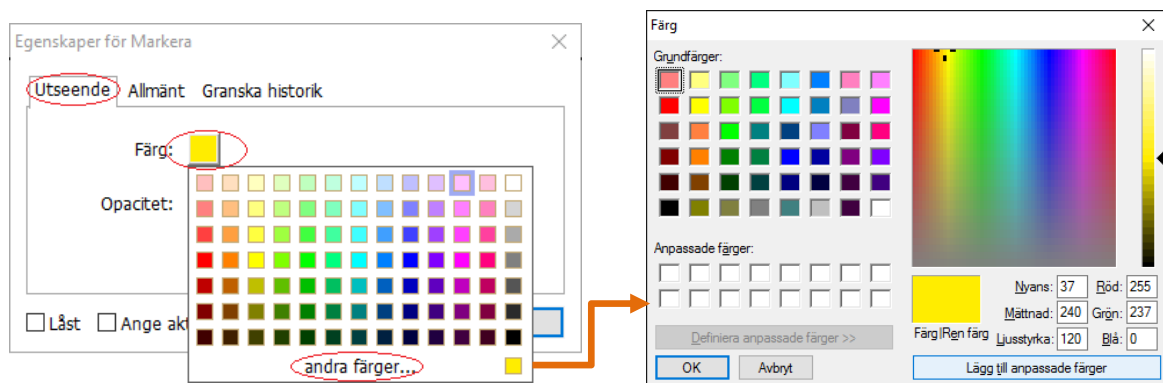 Egenskaper för Markera
Utseende Allmänt Granska historik
Färg:
Opacitet:
Låst Ange akt
andra färger...
Färg
Grundfärger:
Anpassade färger:
Definiera anpassade färger >>
OK Avbryt
Färg|Ren färg
Nyans: 37 Röd: 255
Mättnad: 240 Grön: 237
Ljusstyrka: 120 Blå: 0
Lägg till anpassade färger